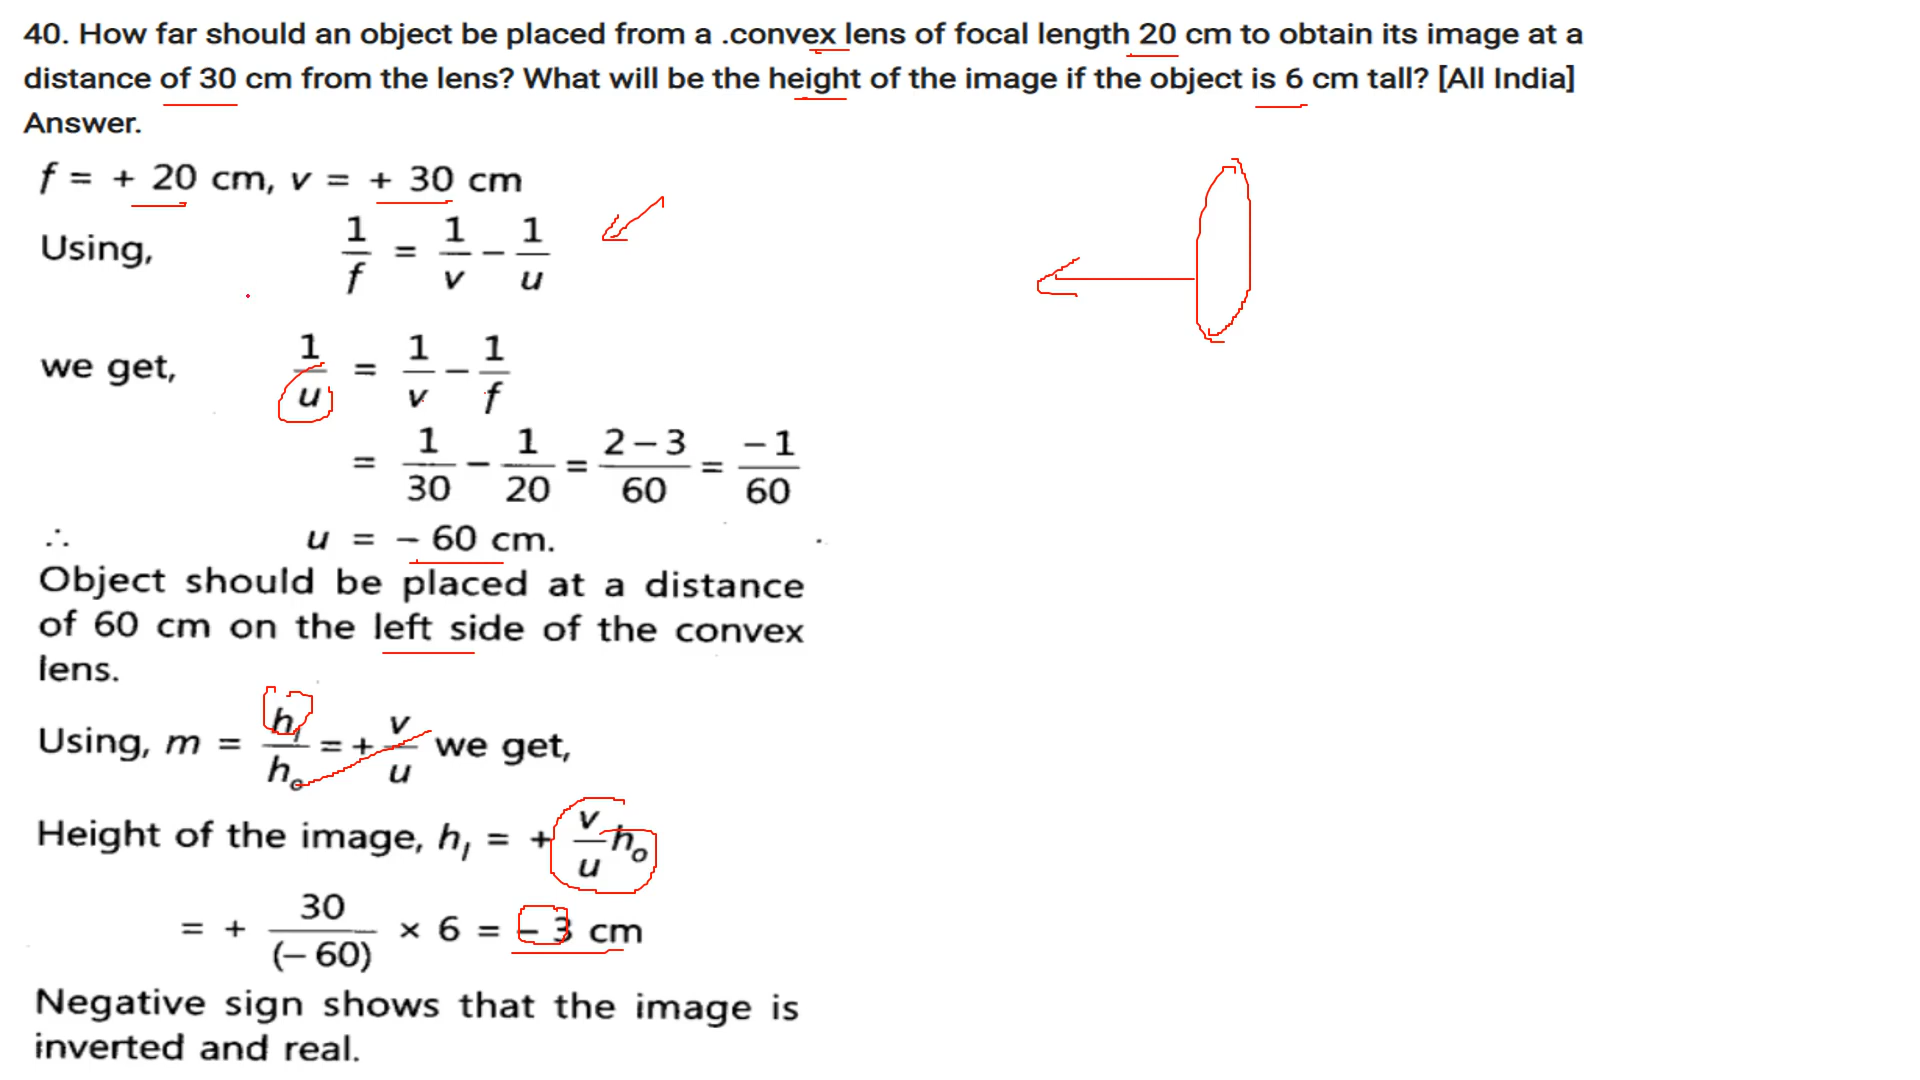 40. How far should an object be placed from a .convex lens of focal length 20 cm to obtain its image at a
distance of 30 cm from the lens? What will be the height of the image if the object is 6 cm tall? [All India]
Answer.
f = + 20 cm, v = + 30 cm
Using, 1/f = 1/v − 1/u
we get, 1/u = 1/v − 1/f
= 1/30 − 1/20 = 2−3/60 = −1/60
∴ u = − 60 cm.
Object should be placed at a distance
of 60 cm on the left side of the convex
lens.
Using, m = h_I/h_o = + v/u we get,
Height of the image, h_I = + v/u h_o
= + 30/(− 60) × 6 = − 3 cm
Negative sign shows that the image is
inverted and real.